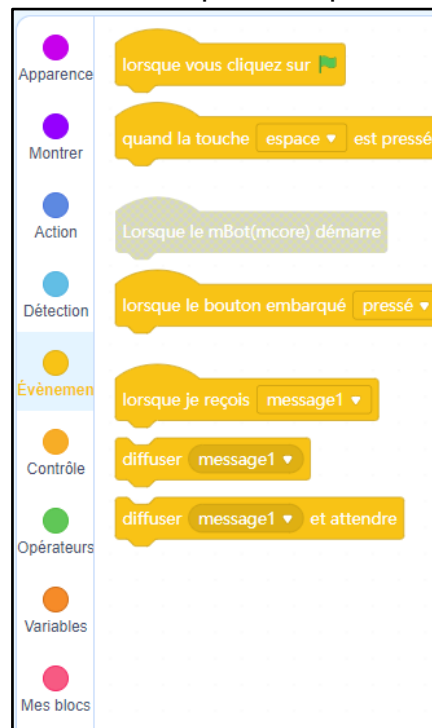 Apparence
Montrer
Action
Détection
Évènemen
Contrôle
Opérateurs
Variables
Mes blocs
lorsque vous cliquez sur
quand la touche espace est pressé
Lorsque le mBot(mcore) démarre
lorsque le bouton embarqué pressé
lorsque je reçois message1
diffuser message1
diffuser message1 et attendre